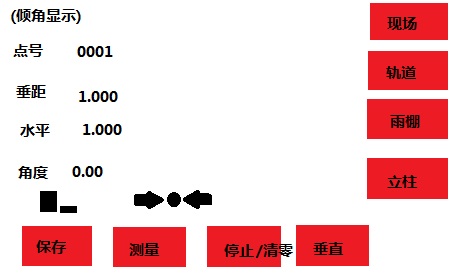 (倾角显示)
现场
点号 0001
轨道
垂距 1.000
雨棚
水平 1.000
角度 0.00
立柱
保存 测量 停止/清零 垂直